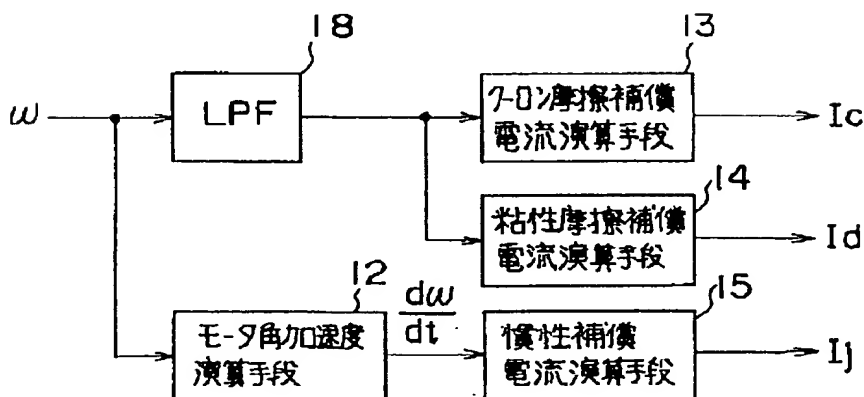 18
13
ω
LPF
クーロン摩擦補償
電流演算手段
Ic
14
粘性摩擦補償
電流演算手段
Id
12
モータ角加速度
演算手段
dω
dt
15
慣性補償
電流演算手段
Ij